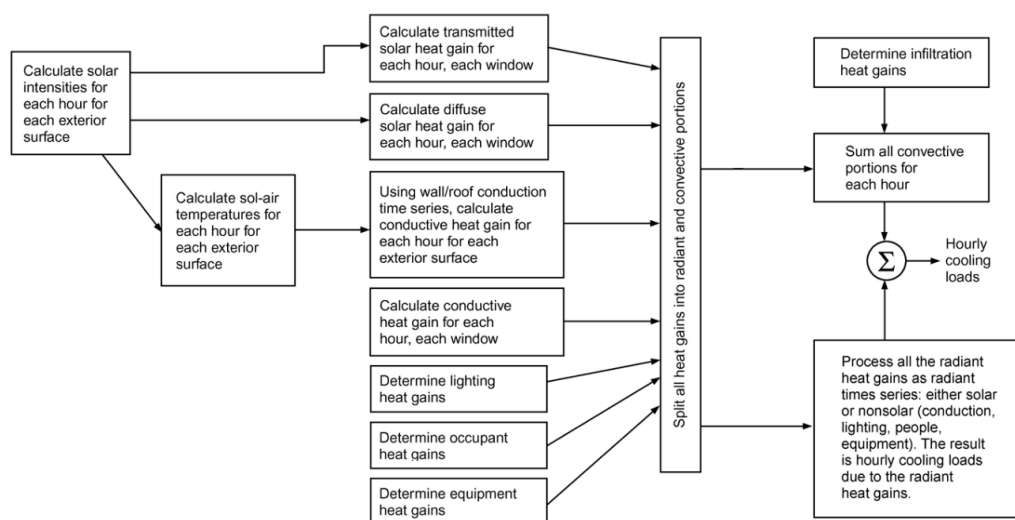 Calculate solar
intensities for
each hour for
each exterior
surface
Calculate sol-air
temperatures for
each hour for
each exterior
surface
Calculate transmitted
solar heat gain for
each hour, each window
Calculate diffuse
solar heat gain for
each hour, each window
Using wall/roof conduction
time series, calculate
conductive heat gain for
each hour for each
exterior surface
Calculate conductive
heat gain for each
hour, each window
Determine lighting
heat gains
Determine occupant
heat gains
Determine equipment
heat gains
Split all heat gains into radiant and convective portions
Determine infiltration
heat gains
Sum all convective
portions for
each hour
Σ
Hourly
cooling
loads
Process all the radiant
heat gains as radiant
times series: either solar
or nonsolar (conduction,
lighting, people,
equipment). The result
is hourly cooling loads
due to the radiant
heat gains.